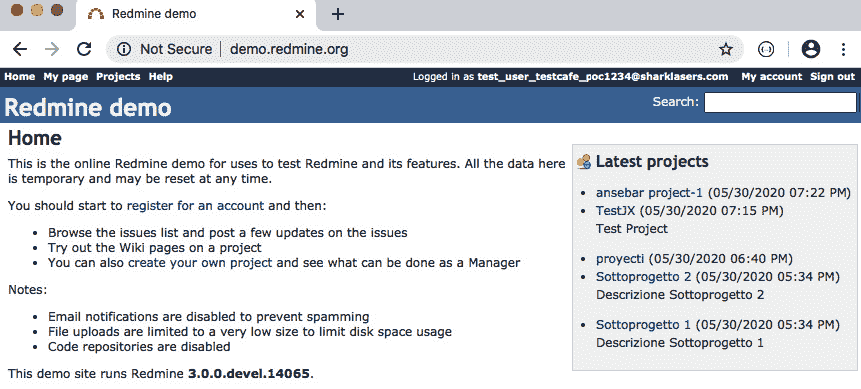 Redmine demo
Not Secure | demo.redmine.org
Home My page Projects Help
Logged in as test_user_testcafe_poc1234@sharklasers.com My account Sign out
Redmine demo
Search:
Home
This is the online Redmine demo for uses to test Redmine and its features. All the data here
is temporary and may be reset at any time.
You should start to register for an account and then:
Browse the issues list and post a few updates on the issues
Try out the Wiki pages on a project
You can also create your own project and see what can be done as a Manager
Notes:
Email notifications are disabled to prevent spamming
File uploads are limited to a very low size to limit disk space usage
Code repositories are disabled
This demo site runs Redmine 3.0.0.devel.14065.
Latest projects
ansebar project-1 (05/30/2020 07:22 PM)
TestJX (05/30/2020 07:15 PM)
Test Project
proyecti (05/30/2020 06:40 PM)
Sottoprogetto 2 (05/30/2020 05:34 PM)
Descrizione Sottoprogetto 2
Sottoprogetto 1 (05/30/2020 05:34 PM)
Descrizione Sottoprogetto 1